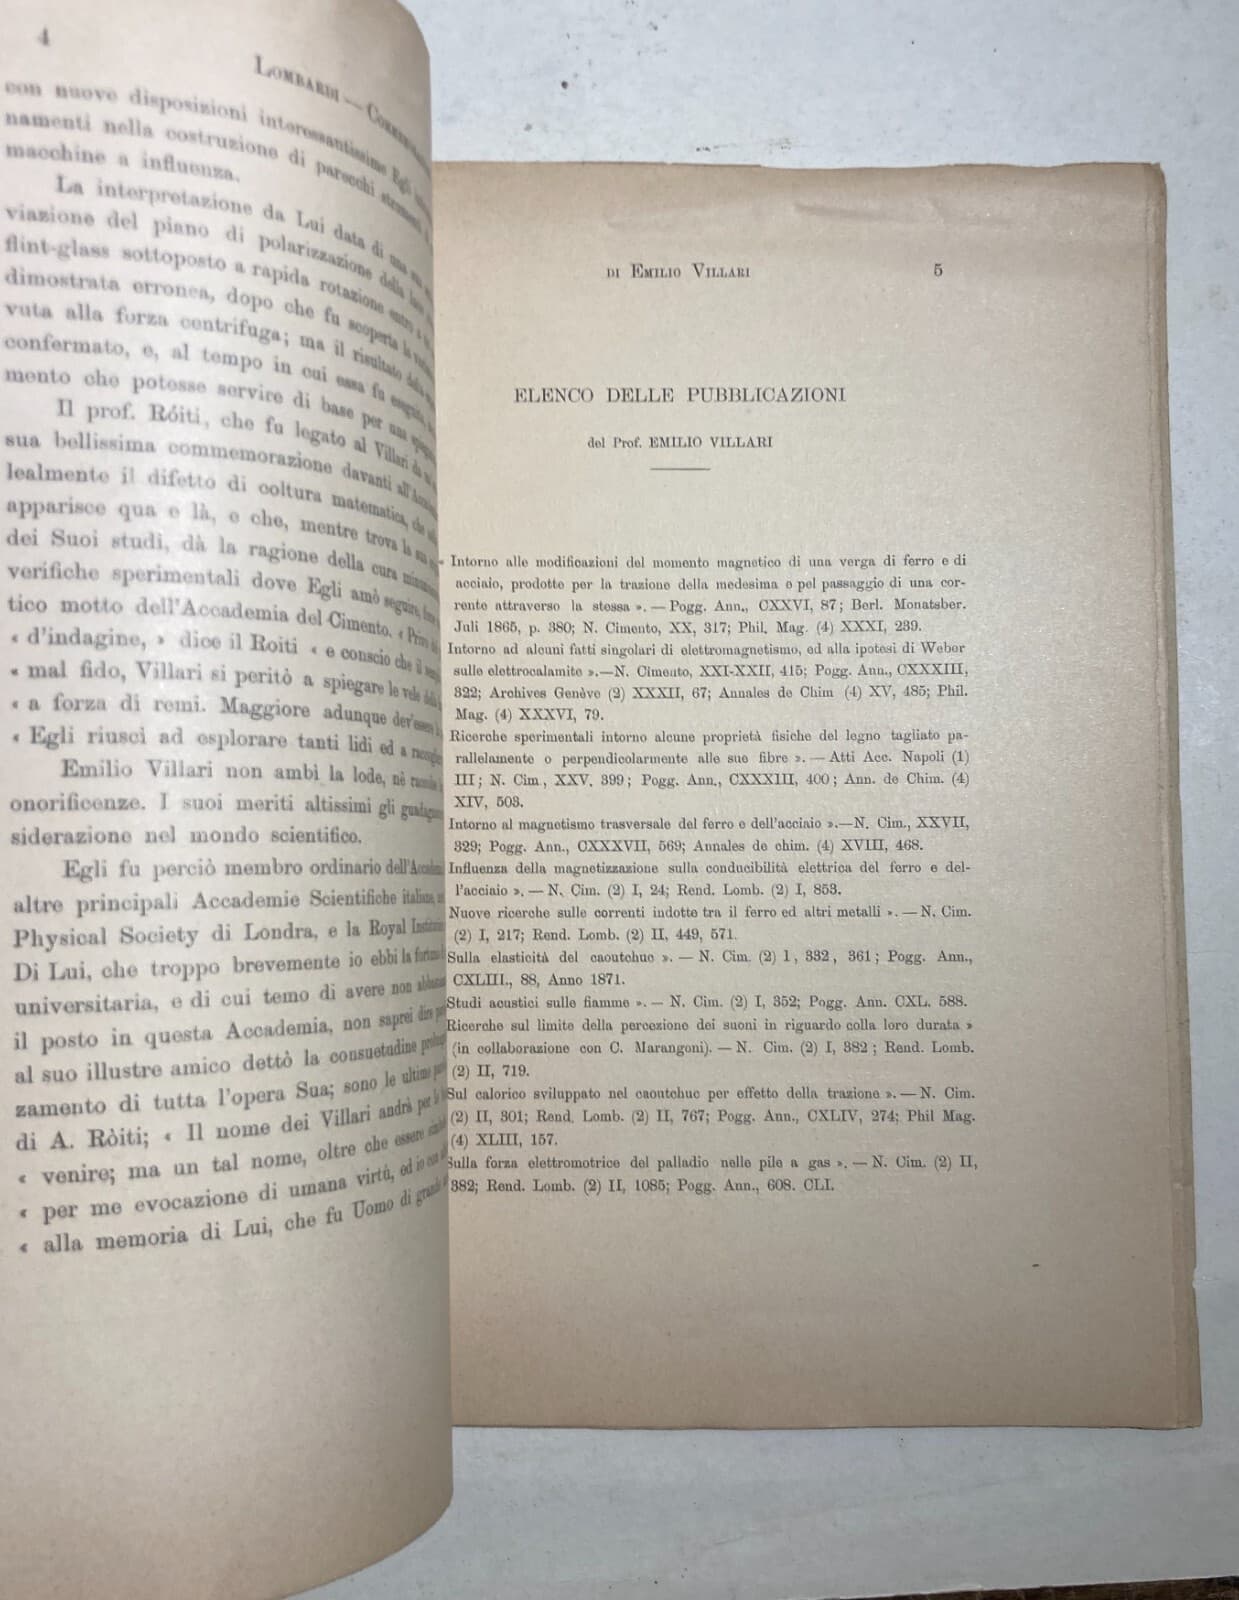 4
LOMBARDI —
con nuove disposizioni interessantissime Egli
namenti nella costruzione di parecchi strumenti
macchine a influenza.
La interpretazione da Lui data di una
viazione del piano di polarizzazione della luce
flint-glass sottoposto a rapida rotazione entro
dimostrata erronea, dopo che fu scoperta la
vuta alla forza centrifuga; ma il risultato
confermato, e, al tempo in cui essa fu eseguita,
mento che potesse servire di base per una
Il prof. Róiti, che fu legato al Villari da
sua bellissima commemorazione davanti all'
lealmente il difetto di coltura matematica, che
apparisce qua e là, e che, mentre trova la sua
dei Suoi studi, dà la ragione della cura
verifiche sperimentali dove Egli amò seguire,
tico motto dell'Accademia del Cimento. «
« d'indagine, » dice il Roiti « e conscio che il
« mal fido, Villari si peritò a spiegare le vele
« a forza di remi. Maggiore adunque dev'essere
« Egli riuscì ad esplorare tanti lidi ed a
Emilio Villari non ambì la lode, nè
onorificenze. I suoi meriti altissimi gli
siderazione nel mondo scientifico.
Egli fu perciò membro ordinario dell'
altre principali Accademie Scientifiche italiane,
Physical Society di Londra, e la Royal
Di Lui, che troppo brevemente io ebbi la
universitaria, e di cui temo di avere non
il posto in questa Accademia, non saprei dire
al suo illustre amico dettò la consuetudine
zamento di tutta l'opera Sua; sono le ultime
di A. Ròiti; « Il nome dei Villari andrà per
« venire; ma un tal nome, oltre che essere
« per me evocazione di umana virtù, ed io
« alla memoria di Lui, che fu Uomo di
DI EMILIO VILLARI 5
ELENCO DELLE PUBBLICAZIONI
del Prof. EMILIO VILLARI
Intorno alle modificazioni del momento magnetico di una verga di ferro e di
acciaio, prodotte per la trazione della medesima e pel passaggio di una cor-
rente attraverso la stessa ». — Pogg. Ann., CXXVI, 87; Berl. Monatsber.
Juli 1865, p. 380; N. Cimento, XX, 317; Phil. Mag. (4) XXXI, 239.
Intorno ad alcuni fatti singolari di elettromagnetismo, ed alla ipotesi di Weber
sulle elettrocalamite ».—N. Cimento, XXI-XXII, 415; Pogg. Ann., CXXXIII,
322; Archives Genève (2) XXXII, 67; Annales de Chim (4) XV, 485; Phil.
Mag. (4) XXXVI, 79.
Ricerche sperimentali intorno alcune proprietà fisiche del legno tagliato pa-
rallelamente o perpendicolarmente alle sue fibre ». — Atti Acc. Napoli (1)
III; N. Cim., XXV, 399; Pogg. Ann., CXXXIII, 400; Ann. de Chim. (4)
XIV, 503.
Intorno al magnetismo trasversale del ferro e dell'acciaio ».—N. Cim., XXVII,
329; Pogg. Ann., CXXXVII, 569; Annales de chim. (4) XVIII, 468.
Influenza della magnetizzazione sulla conducibilità elettrica del ferro e del-
l'acciaio ». — N. Cim. (2) I, 24; Rend. Lomb. (2) I, 853.
Nuove ricerche sulle correnti indotte tra il ferro ed altri metalli ». — N. Cim.
(2) I, 217; Rend. Lomb. (2) II, 449, 571.
Sulla elasticità del caoutchuc ». — N. Cim. (2) 1, 332, 361; Pogg. Ann.,
CXLIII., 88, Anno 1871.
Studi acustici sulle fiamme ». — N. Cim. (2) I, 352; Pogg. Ann. CXL. 588.
Ricerche sul limite della percezione dei suoni in riguardo colla loro durata »
(in collaborazione con C. Marangoni). — N. Cim. (2) I, 382; Rend. Lomb.
(2) II, 719.
Sul calorico sviluppato nel caoutchuc per effetto della trazione ». — N. Cim.
(2) II, 301; Rend. Lomb. (2) II, 767; Pogg. Ann., CXLIV, 274; Phil Mag.
(4) XLIII, 157.
Sulla forza elettromotrice del palladio nelle pile a gas ». — N. Cim. (2) II,
382; Rend. Lomb. (2) II, 1085; Pogg. Ann., 608. CLI.